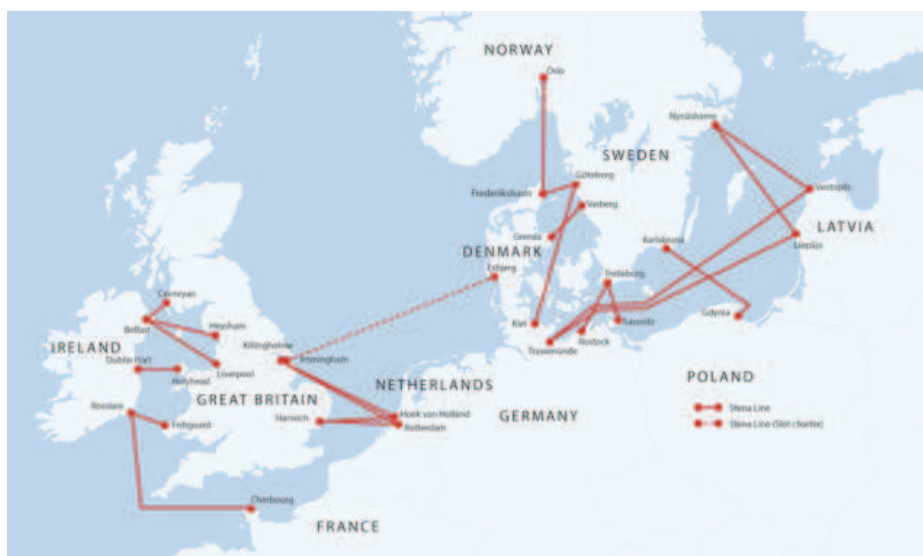 NORWAY
Oslo
Nynäshamn
SWEDEN
Göteborg
Frederikshavn
Varberg
Ventspils
LATVIA
Grenaa
Karlskrona
Liepāja
DENMARK
Esbjerg
Trelleborg
Cairnryan
Belfast
Heysham
Kiel
Sassnitz
Gdynia
Rostock
Travemünde
IRELAND
Killingholme
Immingham
Dublin Port
Holyhead
Liverpool
NETHERLANDS
POLAND
GREAT BRITAIN
Rosslare
Harwich
Hoek van Holland
GERMANY
Stena Line
Fishguard
Rotterdam
Stena Line (Slot charter)
Cherbourg
FRANCE